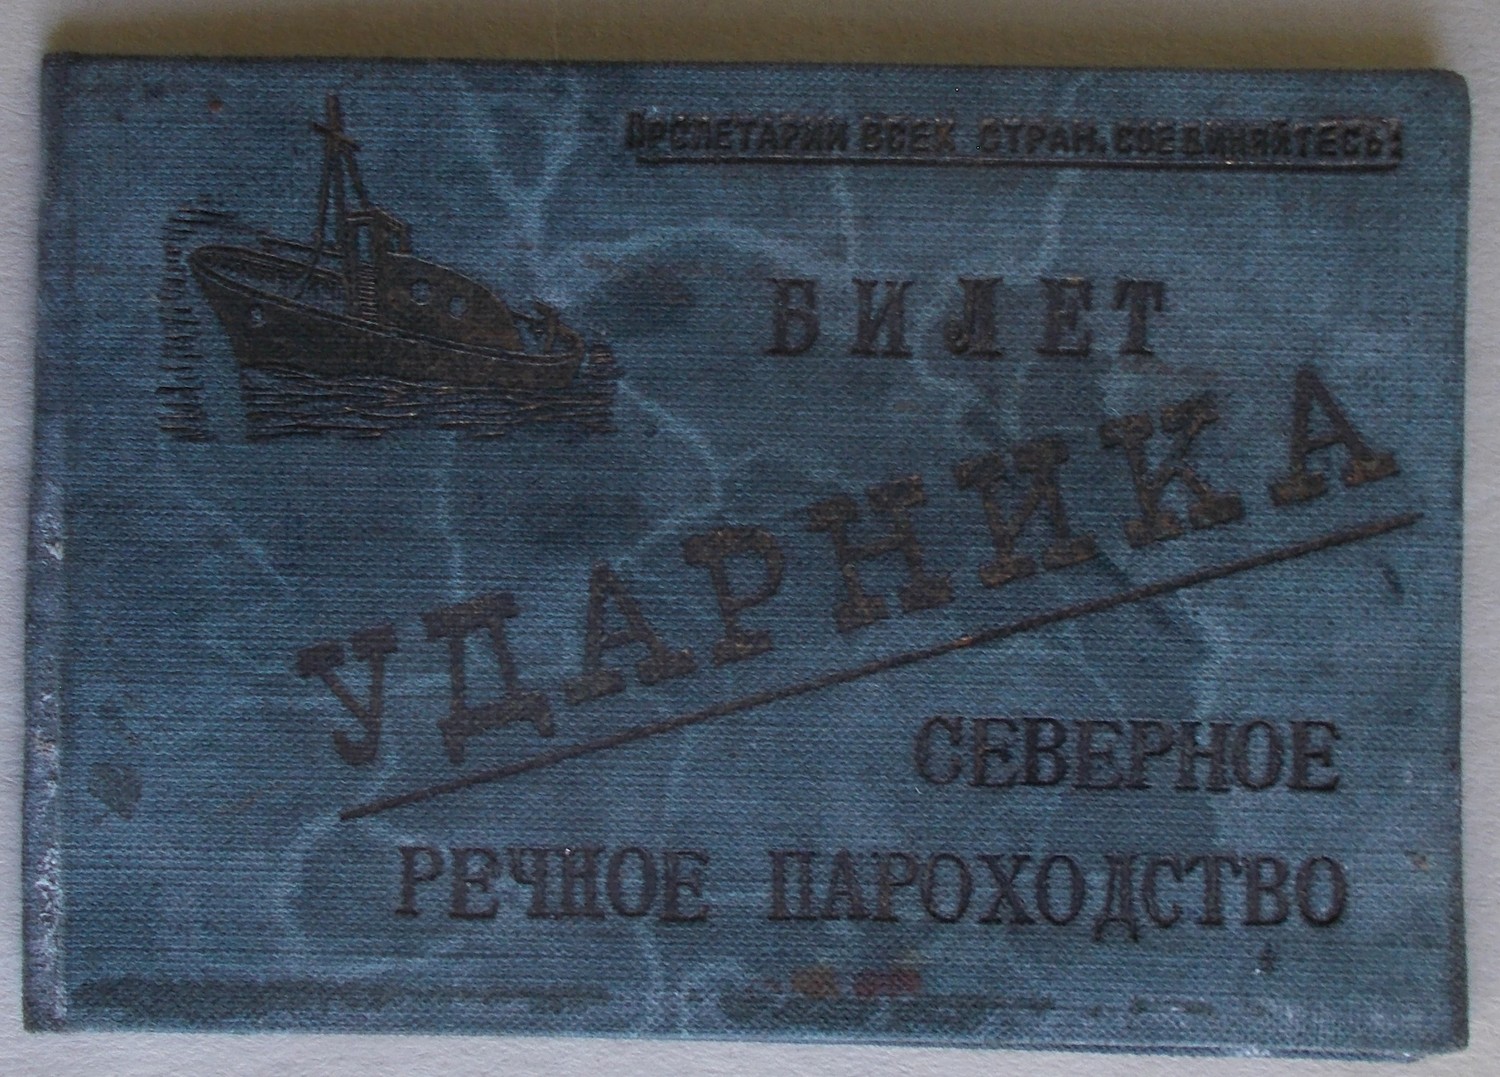 Пролетарии всех стран, соединяйтесь!
БИЛЕТ
УДАРНИКА
СЕВЕРНОЕ
РЕЧНОЕ ПАРОХОДСТВО